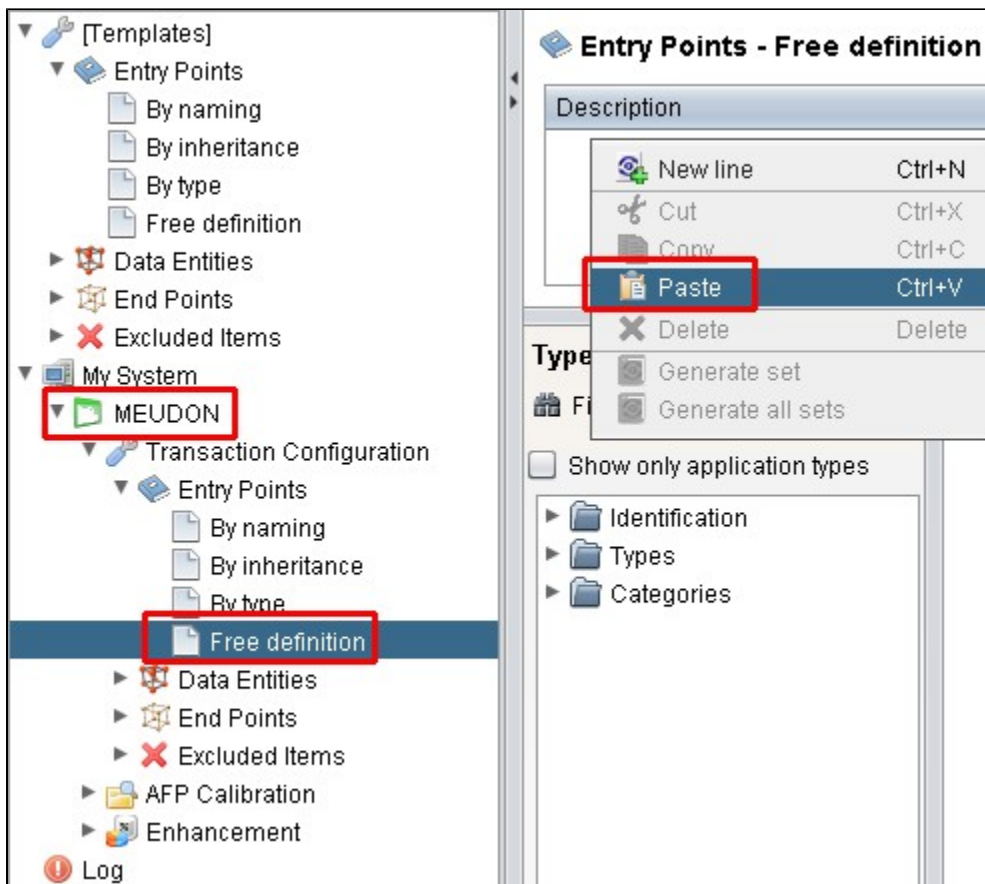 [Templates]
Entry Points
By naming
By inheritance
By type
Free definition
Data Entities
End Points
Excluded Items
My System
MEUDON
Transaction Configuration
Entry Points
By naming
By inheritance
By type
Free definition
Data Entities
End Points
Excluded Items
AFP Calibration
Enhancement
Log
Entry Points - Free definition
Description
New line Ctrl+N
Cut Ctrl+X
Copy Ctrl+C
Paste Ctrl+V
Delete Delete
Generate set
Generate all sets
Type
Fi
Show only application types
Identification
Types
Categories